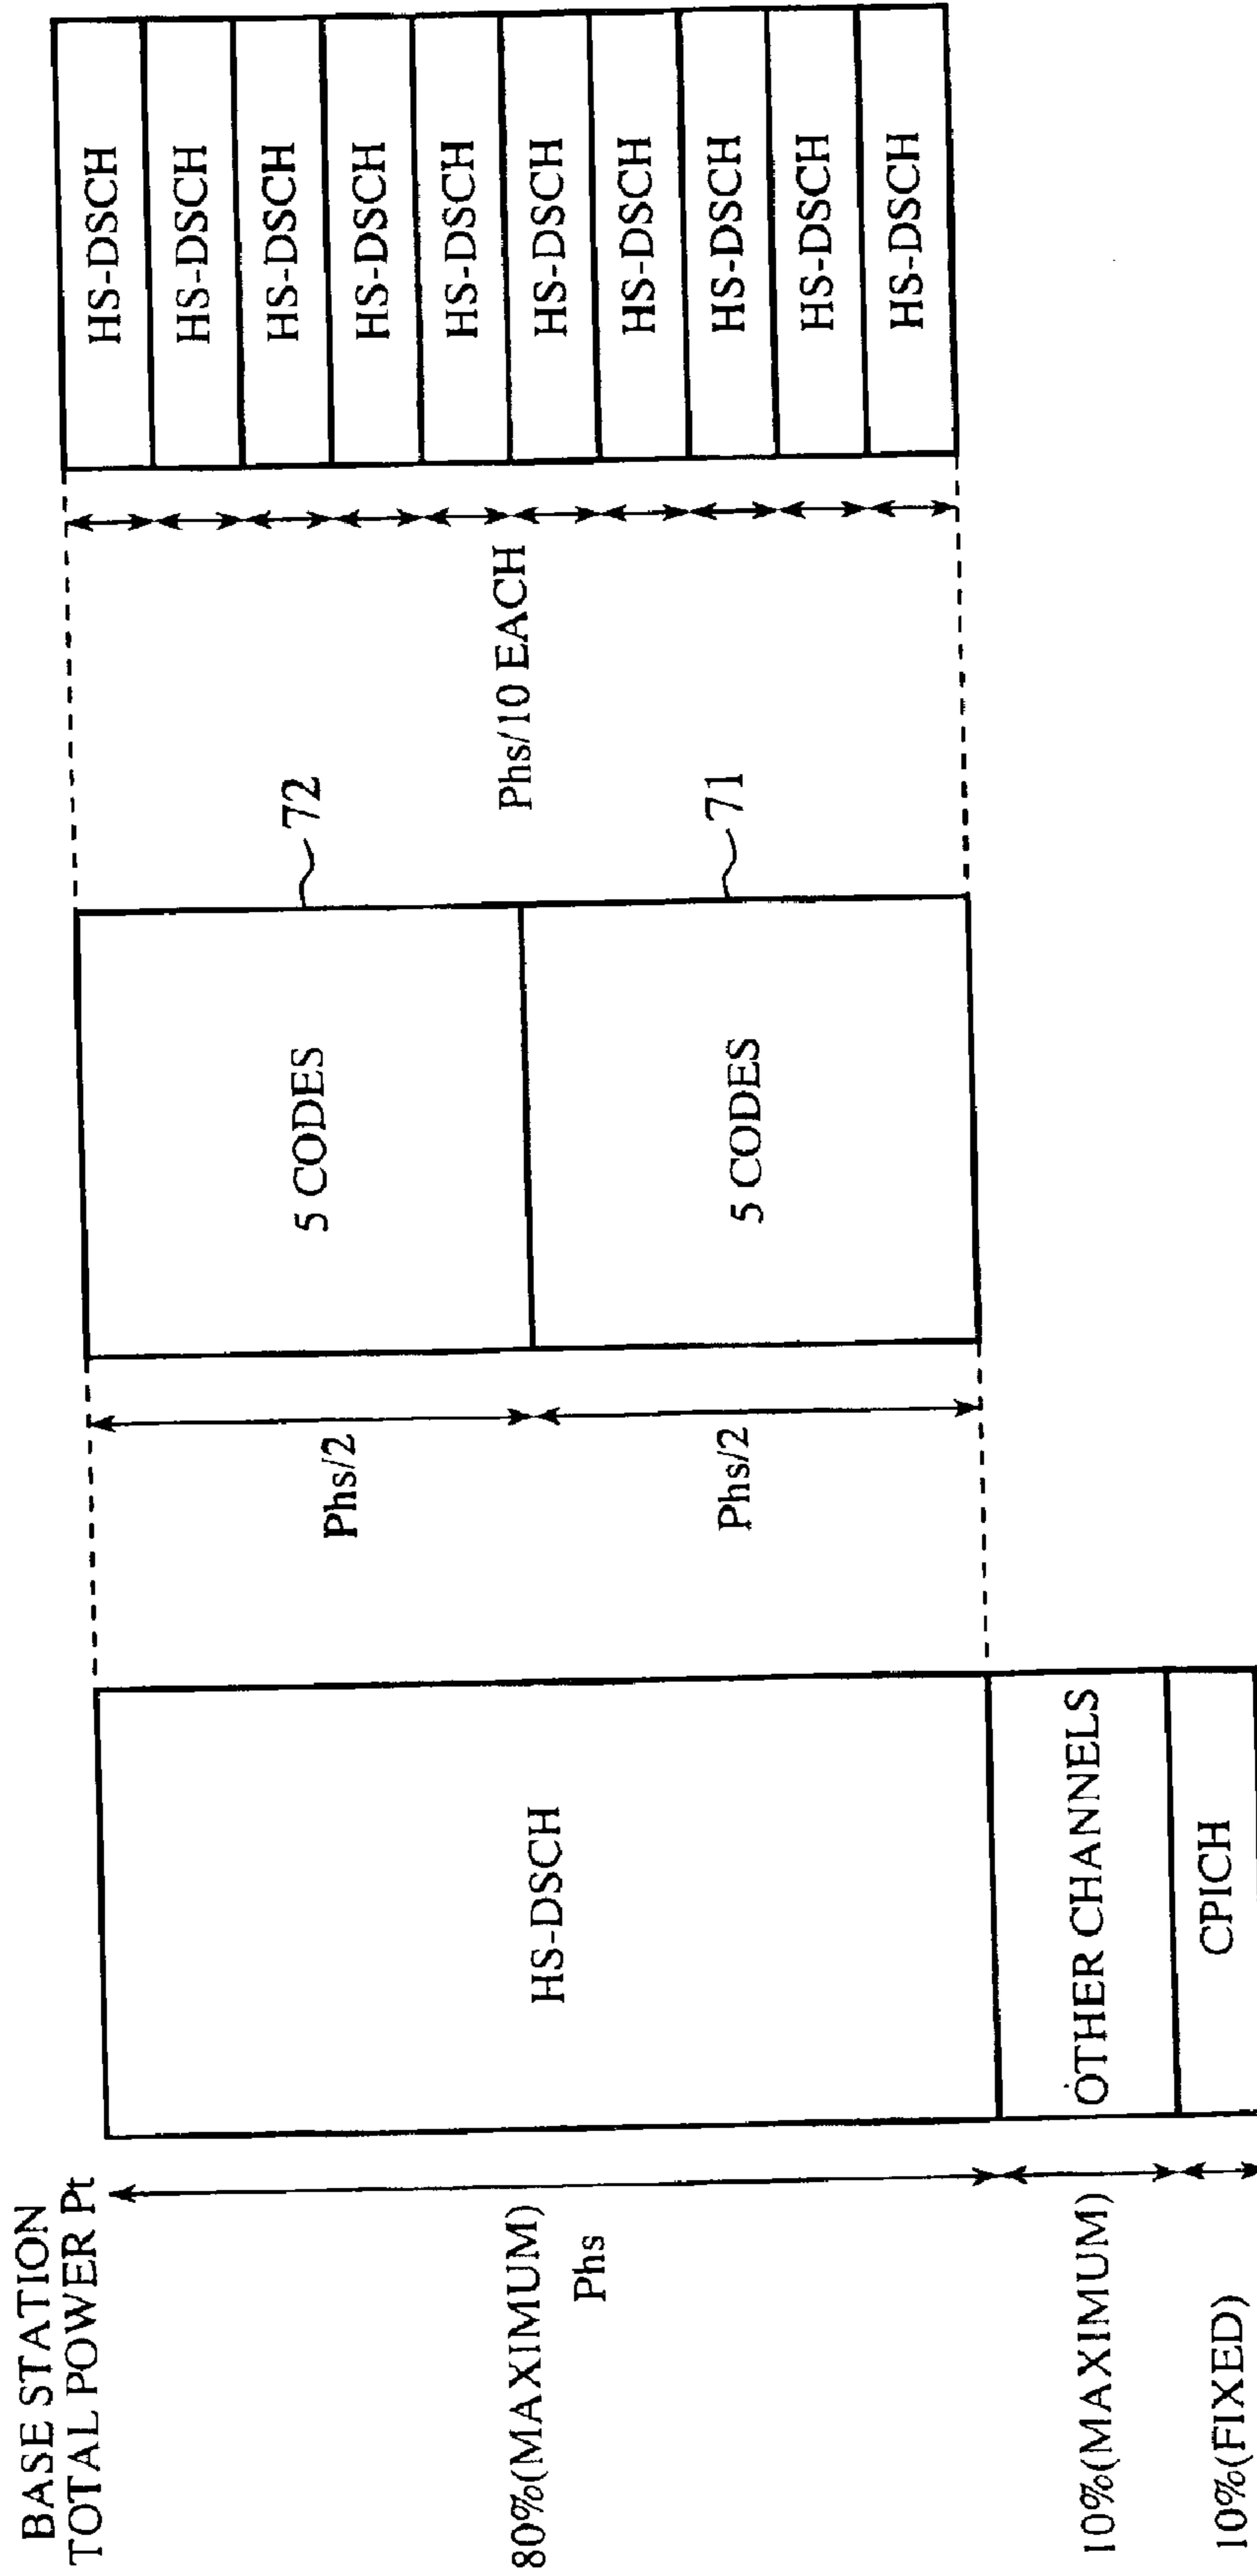 BASE STATION
TOTAL POWER Pt
80%(MAXIMUM)
Phs
10%(MAXIMUM)
10%(FIXED)
HS-DSCH
OTHER CHANNELS
CPICH
Phs/2
Phs/2
5 CODES
5 CODES
72
71
Phs/10 EACH
HS-DSCH
HS-DSCH
HS-DSCH
HS-DSCH
HS-DSCH
HS-DSCH
HS-DSCH
HS-DSCH
HS-DSCH
HS-DSCH